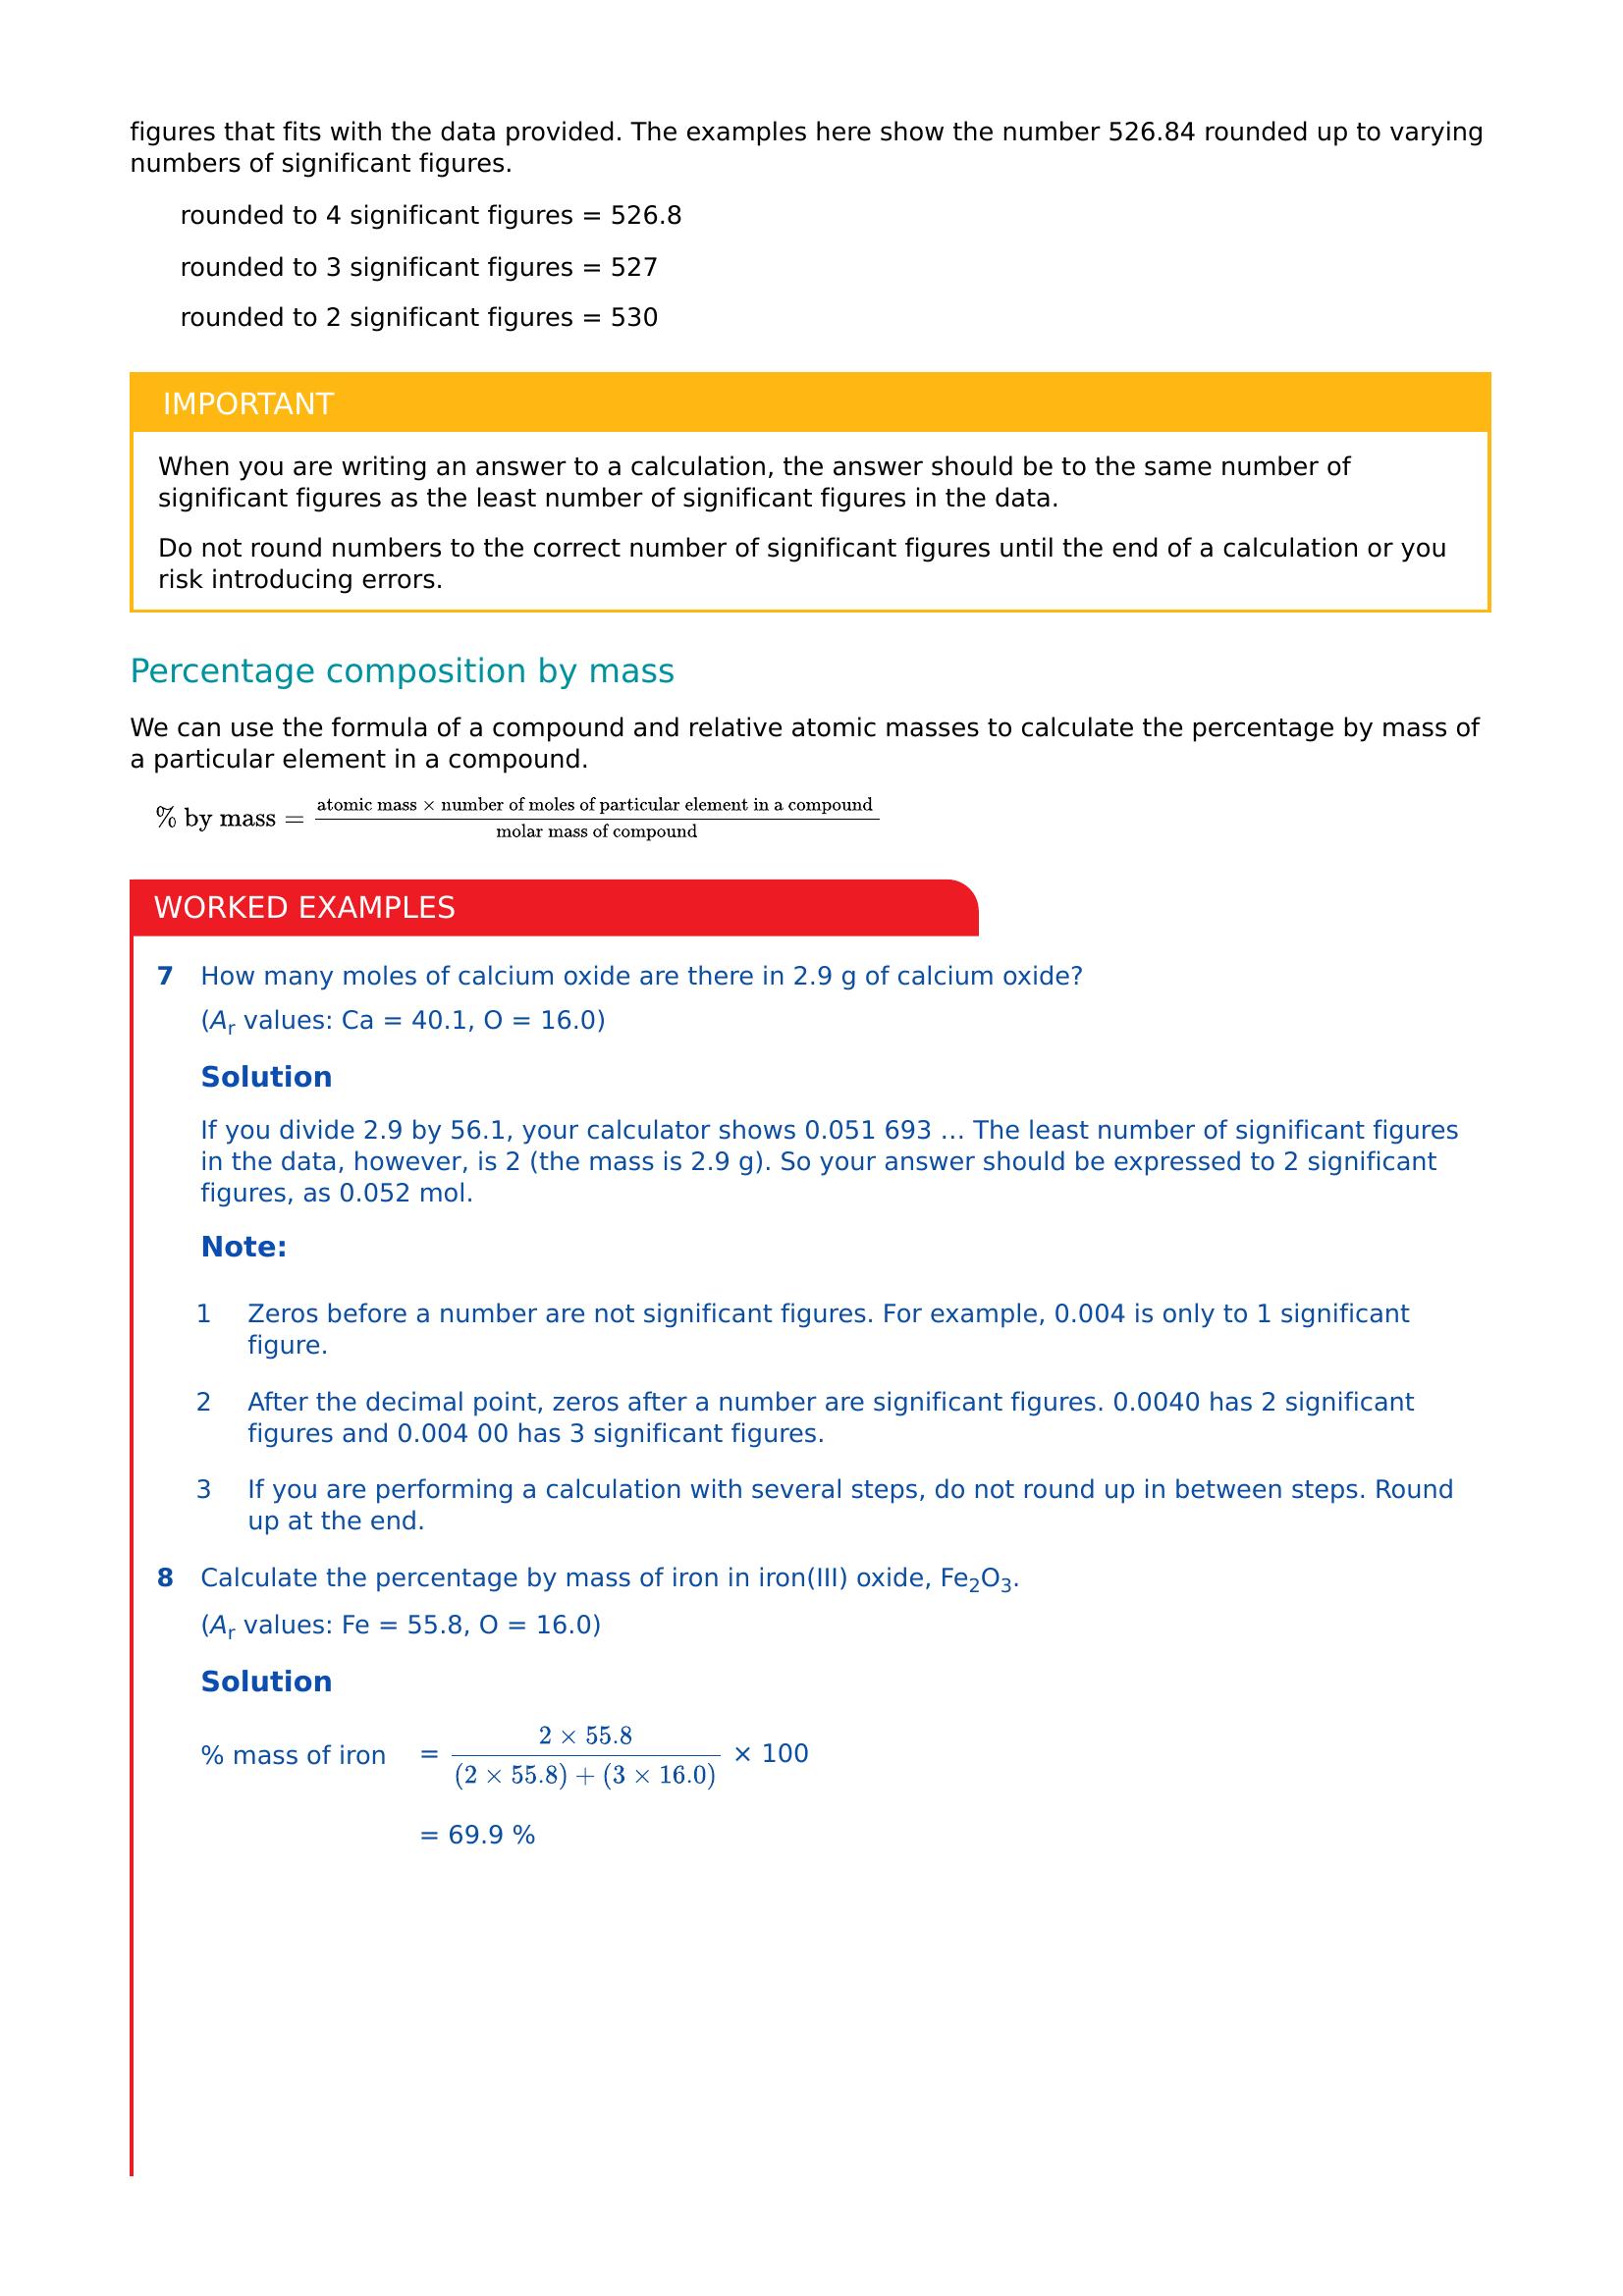 figures that fits with the data provided. The examples here show the number 526.84 rounded up to varying
numbers of significant figures.
rounded to 4 significant figures = 526.8
rounded to 3 significant figures = 527
rounded to 2 significant figures = 530
IMPORTANT
When you are writing an answer to a calculation, the answer should be to the same number of
significant figures as the least number of significant figures in the data.
Do not round numbers to the correct number of significant figures until the end of a calculation or you
risk introducing errors.
Percentage composition by mass
We can use the formula of a compound and relative atomic masses to calculate the percentage by mass of
a particular element in a compound.
% by mass = \frac{atomic mass × number of moles of particular element in a compound}{molar mass of compound}
WORKED EXAMPLES
7 How many moles of calcium oxide are there in 2.9 g of calcium oxide?
(A_r values: Ca = 40.1, O = 16.0)
Solution
If you divide 2.9 by 56.1, your calculator shows 0.051 693 … The least number of significant figures
in the data, however, is 2 (the mass is 2.9 g). So your answer should be expressed to 2 significant
figures, as 0.052 mol.
Note:
1 Zeros before a number are not significant figures. For example, 0.004 is only to 1 significant
figure.
2 After the decimal point, zeros after a number are significant figures. 0.0040 has 2 significant
figures and 0.004 00 has 3 significant figures.
3 If you are performing a calculation with several steps, do not round up in between steps. Round
up at the end.
8 Calculate the percentage by mass of iron in iron(III) oxide, Fe₂O₃.
(A_r values: Fe = 55.8, O = 16.0)
Solution
% mass of iron = \frac{2 × 55.8}{(2 × 55.8) + (3 × 16.0)} × 100
= 69.9 %